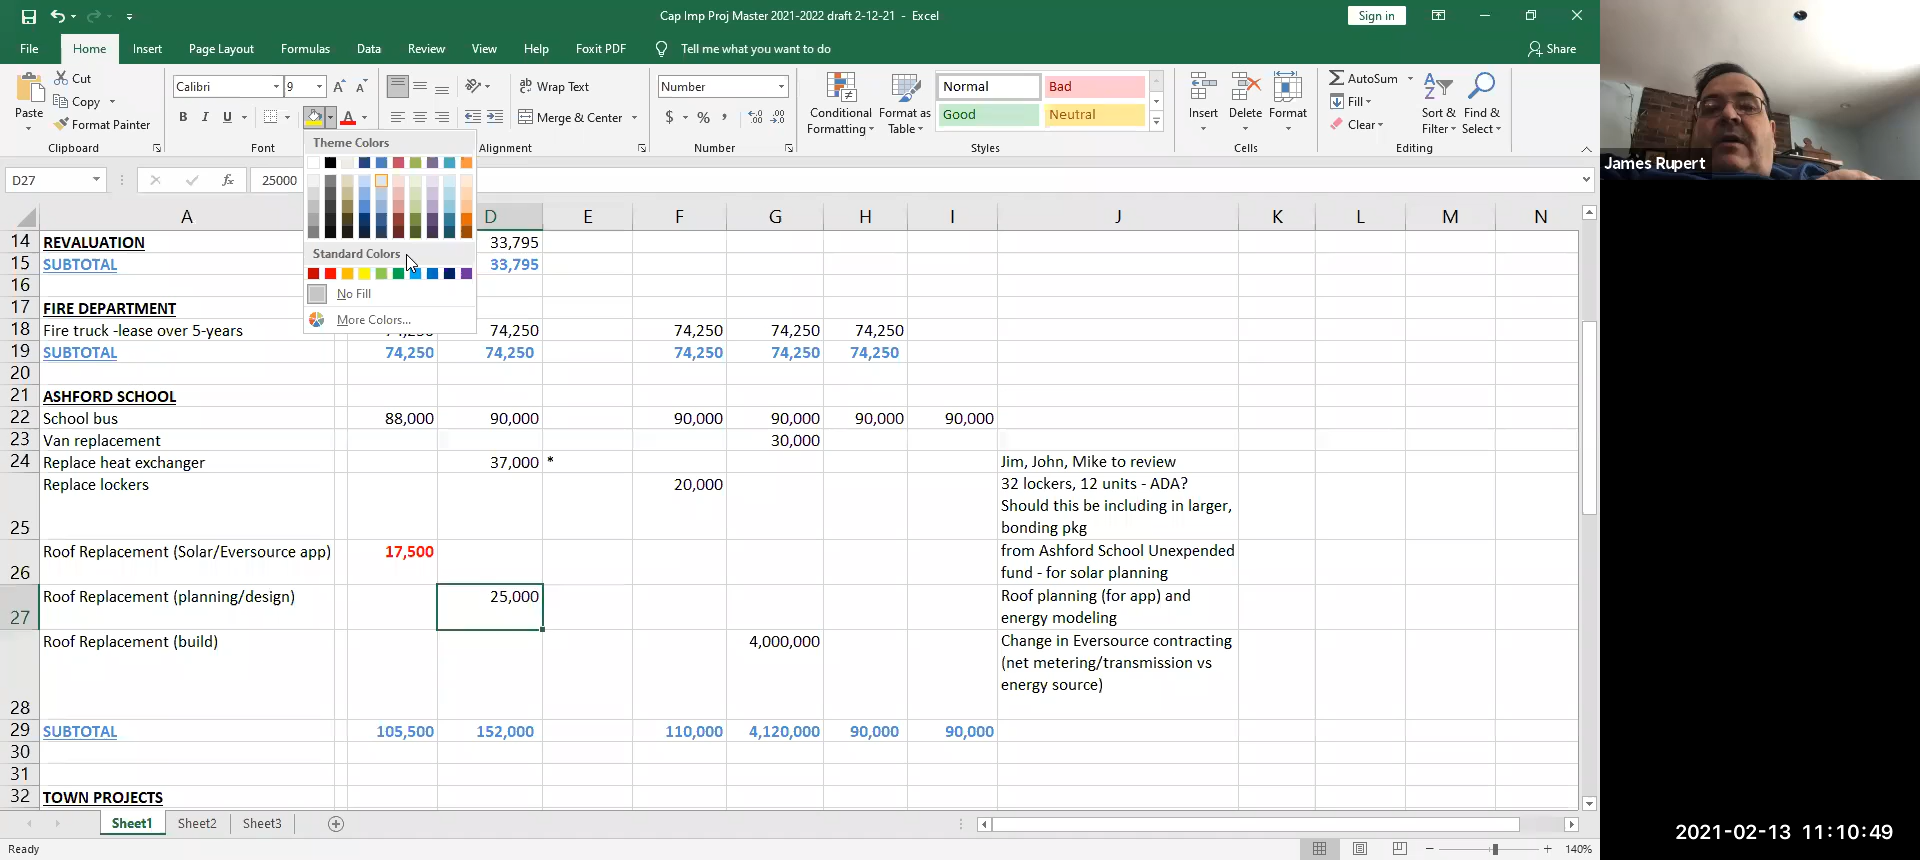 Cap Imp Proj Master 2021-2022 draft 2-12-21 - Excel
Sign in
File Home Insert Page Layout Formulas Data Review View Help Foxit PDF Tell me what you want to do Share
Paste
Cut
Copy
Format Painter
Clipboard
Calibri 9
B I U
Font
Wrap Text
Merge & Center
Alignment
Number
$ % ,
Number
Conditional Formatting
Format as Table
Normal Bad
Good Neutral
Styles
Insert Delete Format
Cells
AutoSum
Fill
Clear
Sort & Filter
Find & Select
Editing
Theme Colors
Standard Colors
No Fill
More Colors...
D27 fx 25000
A D E F G H I J K L M N
14 REVALUATION 33,795
15 SUBTOTAL 33,795
16
17 FIRE DEPARTMENT
18 Fire truck -lease over 5-years 74,250 74,250 74,250 74,250
19 SUBTOTAL 74,250 74,250 74,250 74,250 74,250
20
21 ASHFORD SCHOOL
22 School bus 88,000 90,000 90,000 90,000 90,000 90,000
23 Van replacement 30,000
24 Replace heat exchanger 37,000 * Jim, John, Mike to review
Replace lockers 20,000 32 lockers, 12 units - ADA?
Should this be including in larger,
25 bonding pkg
Roof Replacement (Solar/Eversource app) 17,500 from Ashford School Unexpended
26 fund - for solar planning
Roof Replacement (planning/design) 25,000 Roof planning (for app) and
27 energy modeling
Roof Replacement (build) 4,000,000 Change in Eversource contracting
(net metering/transmission vs
energy source)
28
29 SUBTOTAL 105,500 152,000 110,000 4,120,000 90,000 90,000
30
31
32 TOWN PROJECTS
Sheet1 Sheet2 Sheet3
Ready
140%
James Rupert
2021-02-13 11:10:49